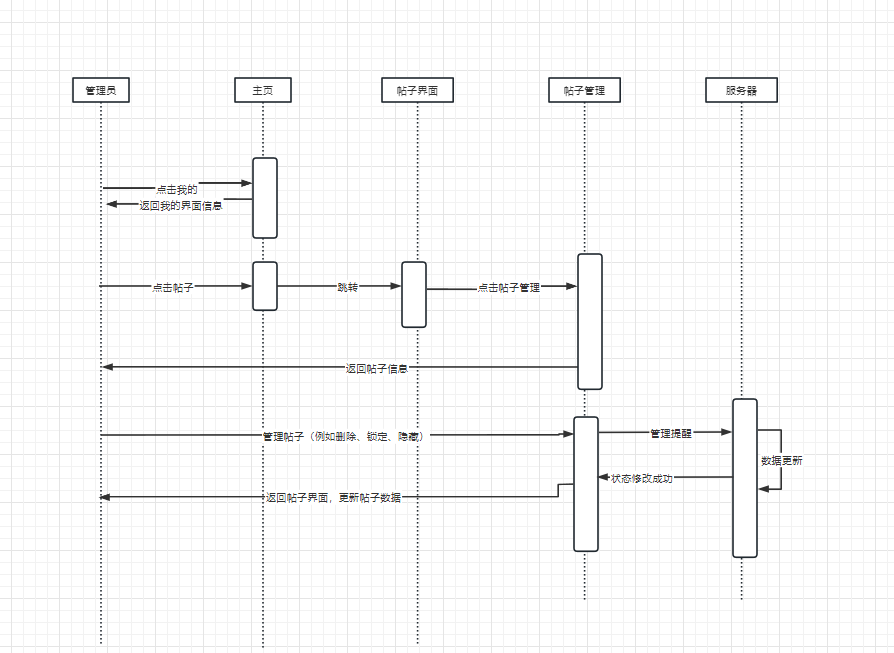 管理员
主页
帖子界面
帖子管理
服务器
点击我的
返回我的界面信息
点击帖子
跳转
点击帖子管理
返回帖子信息
管理帖子（例如删除、锁定、隐藏）
管理提醒
数据更新
状态修改成功
返回帖子界面，更新帖子数据